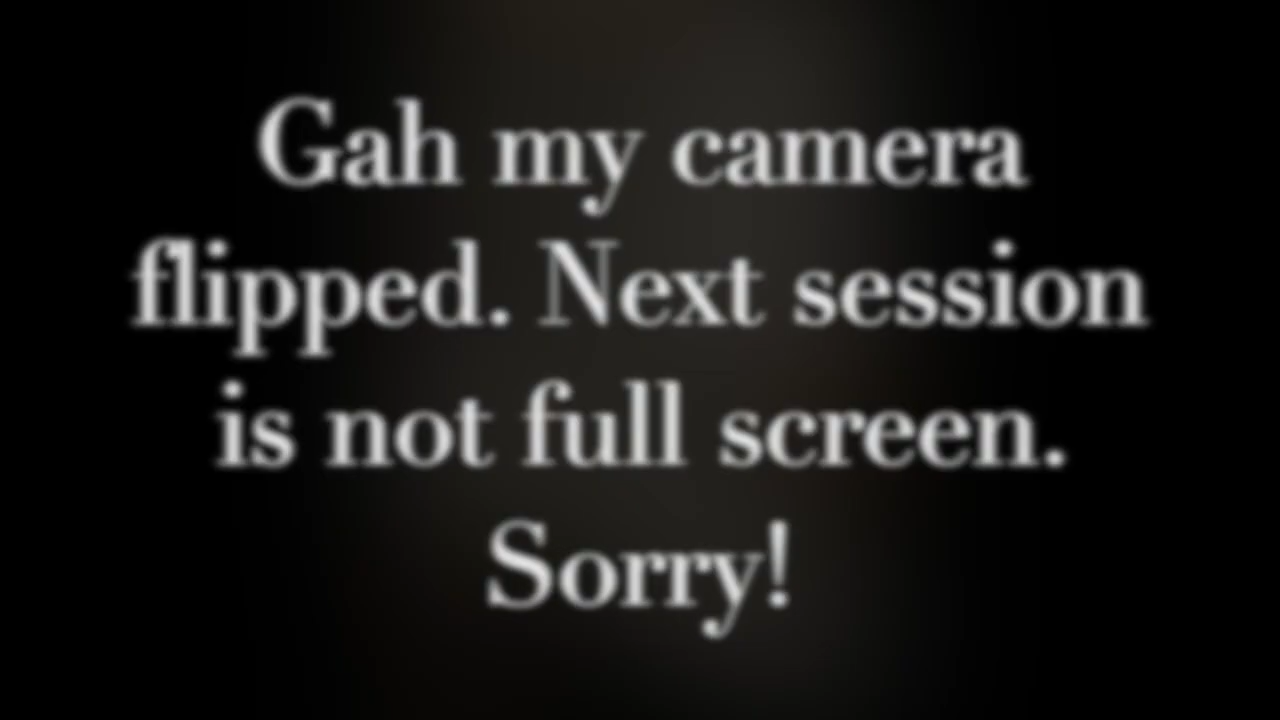 Gah my camera
flipped. Next session
is not full screen.
Sorry!